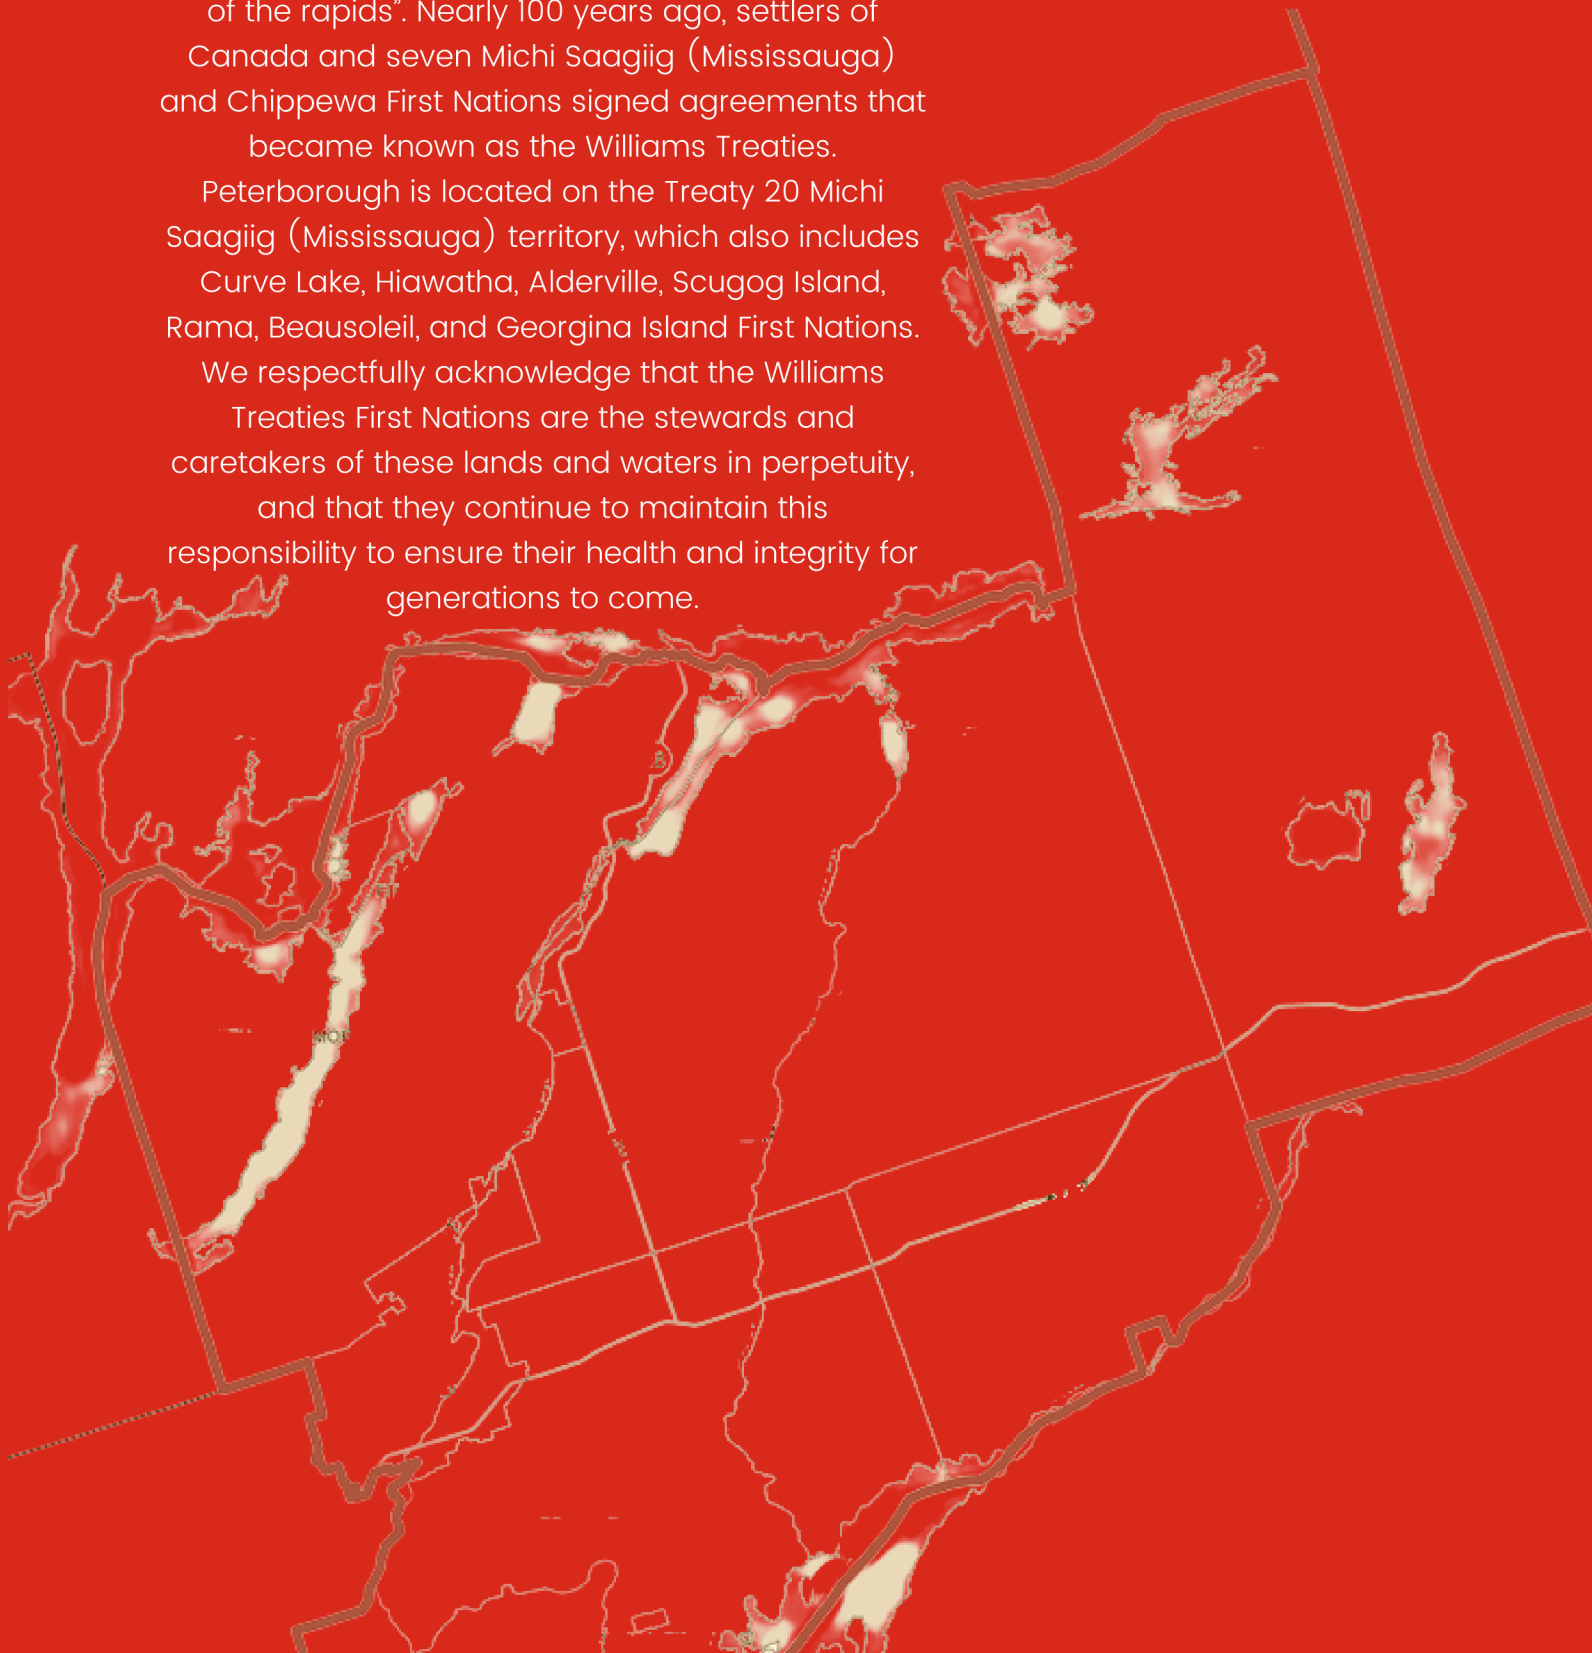 of the rapids”. Nearly 100 years ago, settlers of
Canada and seven Michi Saagiig (Mississauga)
and Chippewa First Nations signed agreements that
became known as the Williams Treaties.
Peterborough is located on the Treaty 20 Michi
Saagiig (Mississauga) territory, which also includes
Curve Lake, Hiawatha, Alderville, Scugog Island,
Rama, Beausoleil, and Georgina Island First Nations.
We respectfully acknowledge that the Williams
Treaties First Nations are the stewards and
caretakers of these lands and waters in perpetuity,
and that they continue to maintain this
responsibility to ensure their health and integrity for
generations to come.